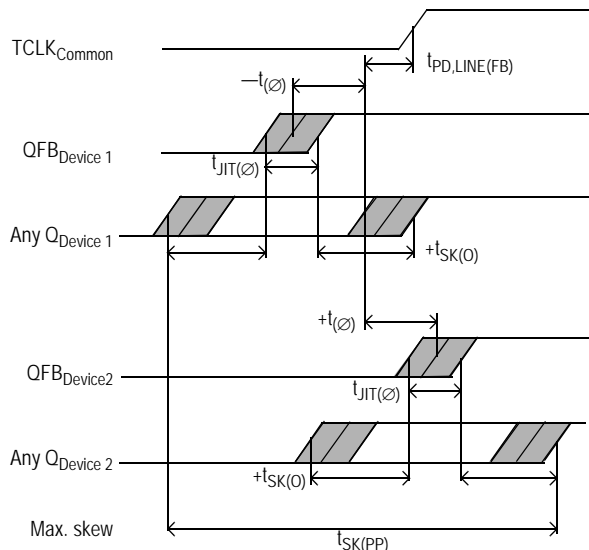 TCLKCommon
tPD,LINE(FB)
—t(∅)
QFBDevice 1
tJIT(∅)
Any QDevice 1
+tSK(O)
+t(∅)
QFBDevice2
tJIT(∅)
Any QDevice 2
+tSK(O)
Max. skew
tSK(PP)